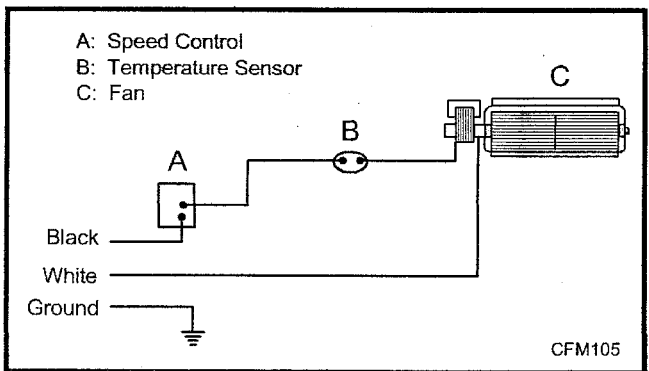 A: Speed Control
B: Temperature Sensor
C: Fan
C
B
A
Black
White
Ground
CFM105